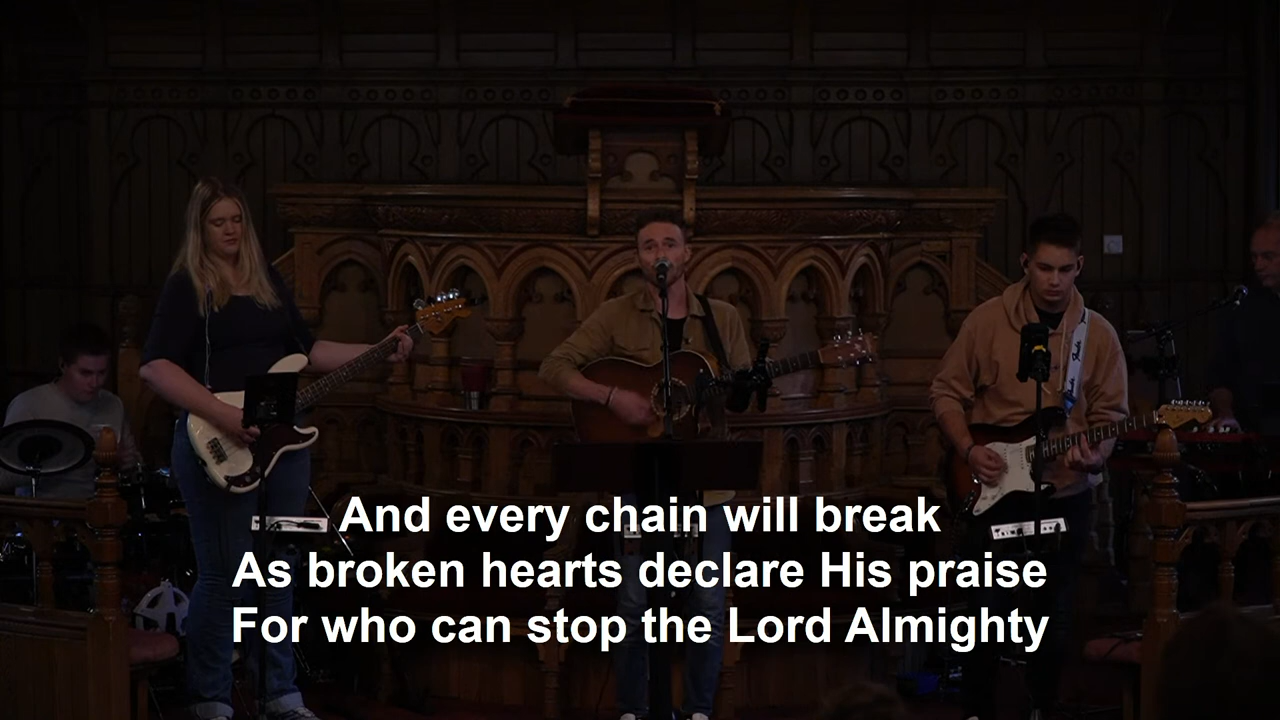 And every chain will break
As broken hearts declare His praise
For who can stop the Lord Almighty